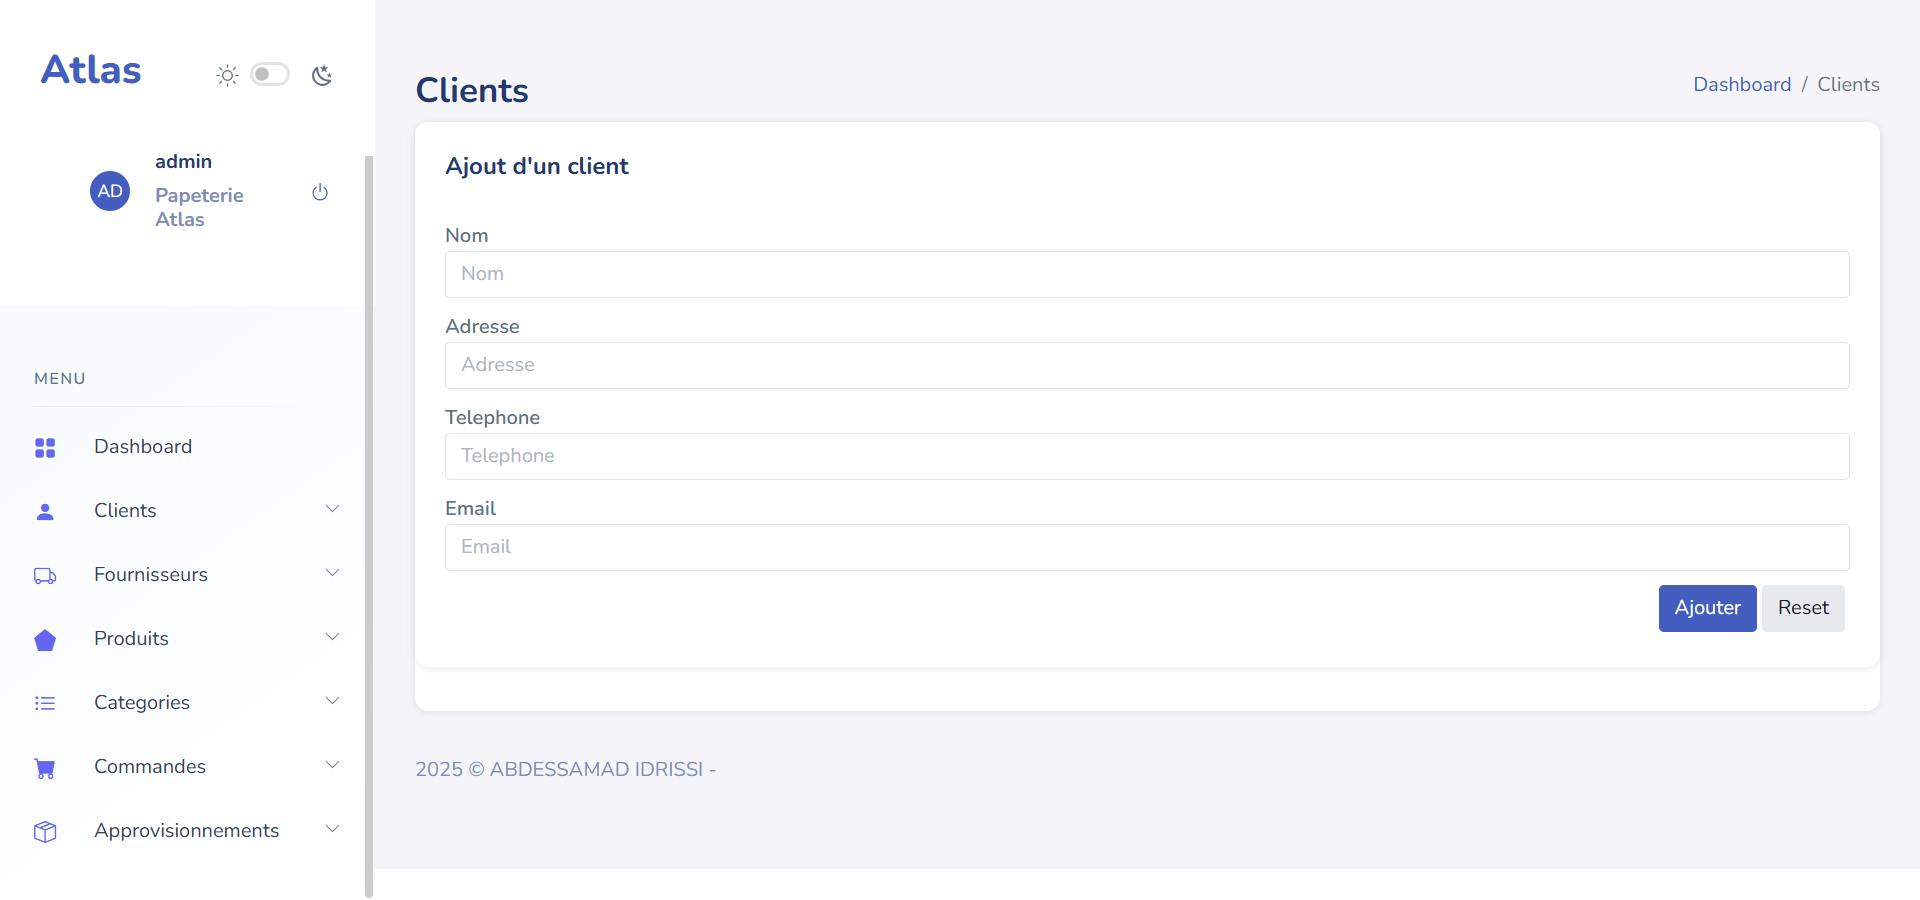 Atlas
admin
AD
Papeterie
Atlas
MENU
Dashboard
Clients
Fournisseurs
Produits
Categories
Commandes
Approvisionnements
Clients
Dashboard / Clients
Ajout d'un client
Nom
Nom
Adresse
Adresse
Telephone
Telephone
Email
Email
Ajouter Reset
2025 © ABDESSAMAD IDRISSI -